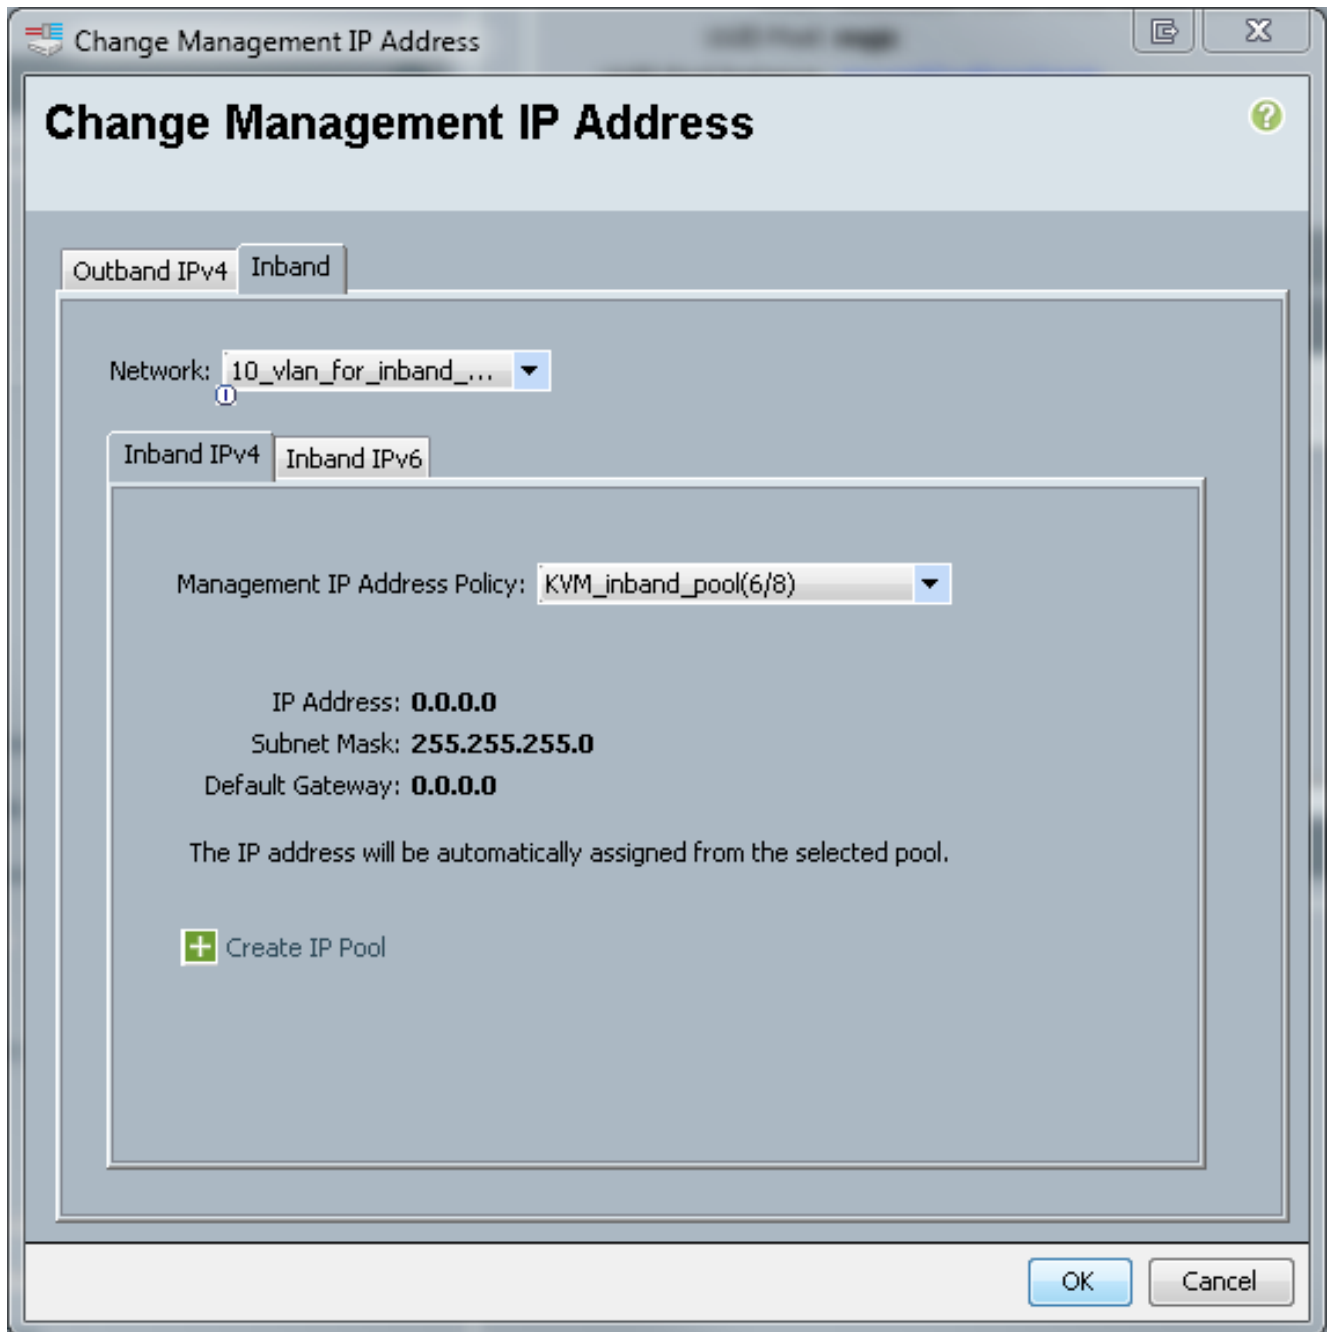 Change Management IP Address
Change Management IP Address
Outband IPv4
Inband
Network: 10_vlan_for_inband_...
Inband IPv4
Inband IPv6
Management IP Address Policy: KVM_inband_pool(6/8)
IP Address: 0.0.0.0
Subnet Mask: 255.255.255.0
Default Gateway: 0.0.0.0
The IP address will be automatically assigned from the selected pool.
Create IP Pool
OK
Cancel